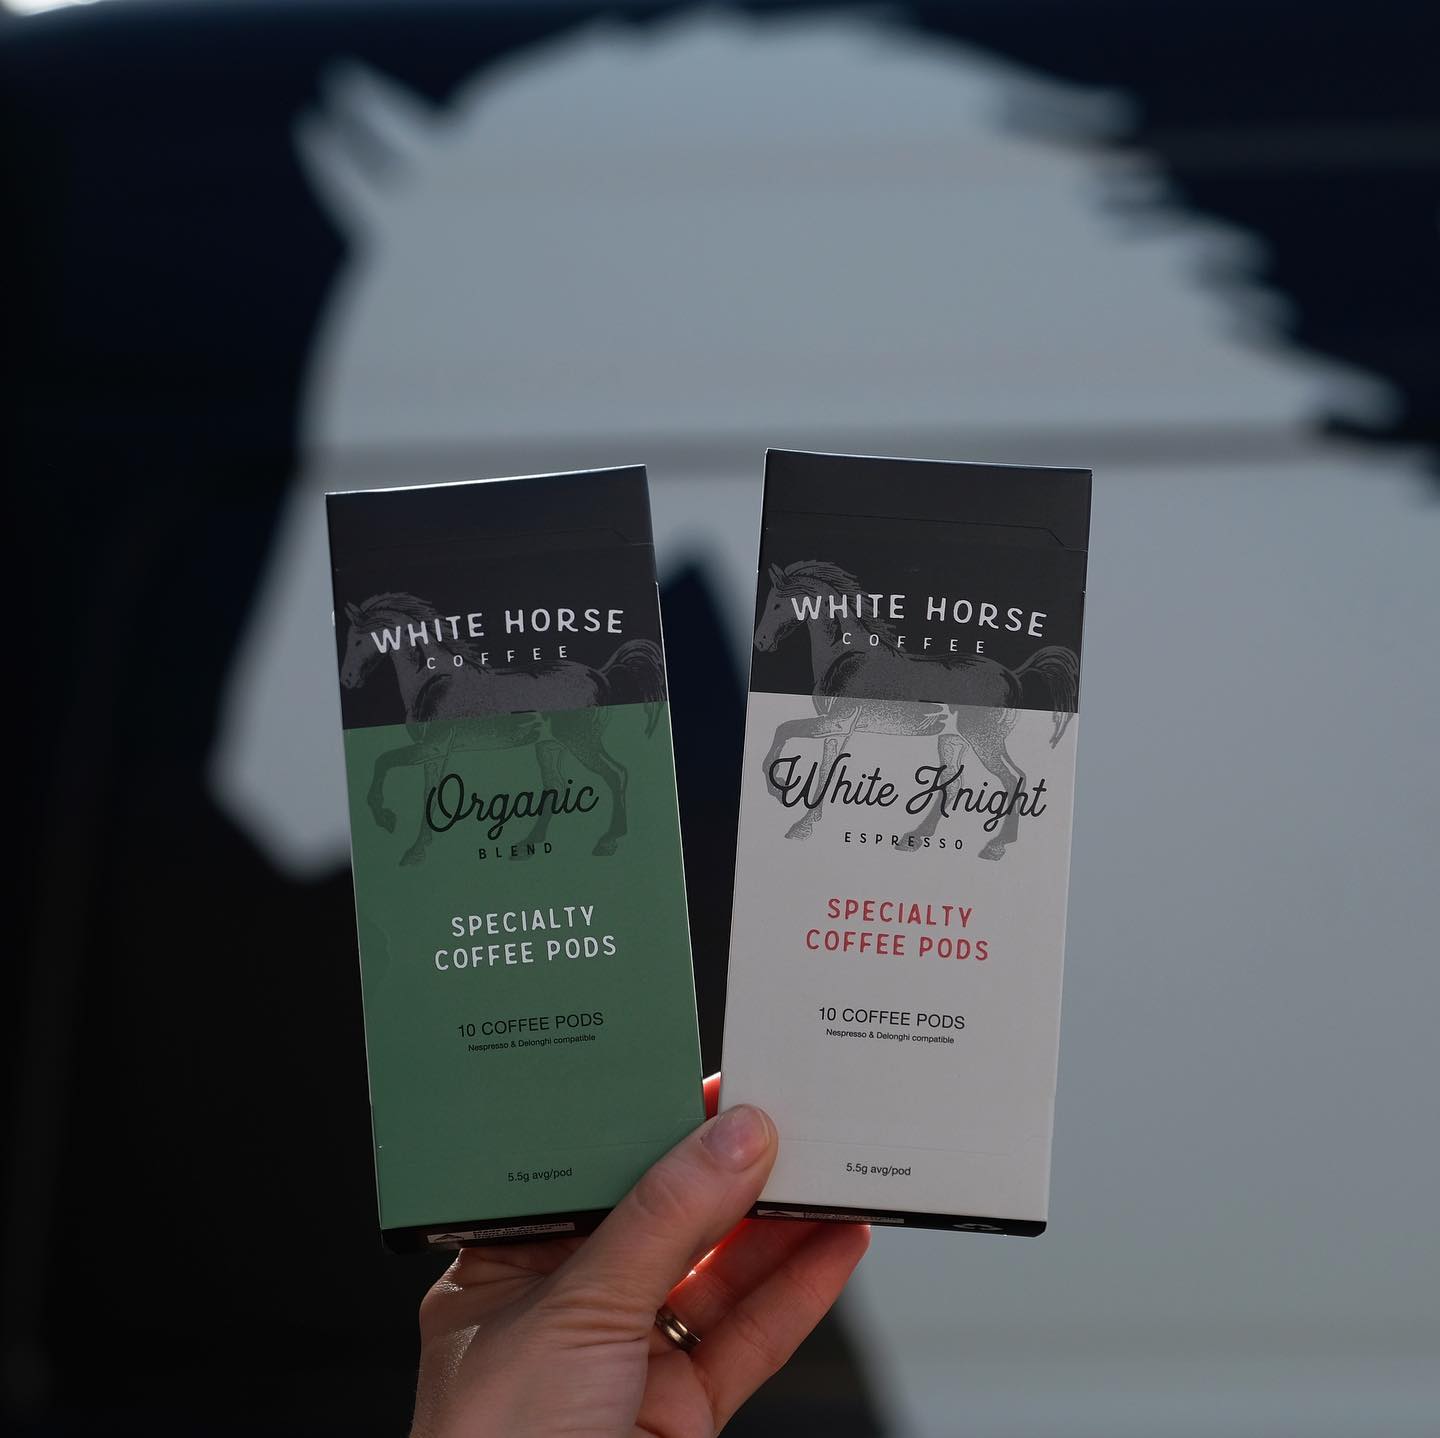 WHITE HORSE
COFFEE
Organic
BLEND
SPECIALTY
COFFEE PODS
10 COFFEE PODS
Nespresso & Delonghi compatible
5.5g avg/pod
WHITE HORSE
COFFEE
White Knight
ESPRESSO
SPECIALTY
COFFEE PODS
10 COFFEE PODS
Nespresso & Delonghi compatible
5.5g avg/pod